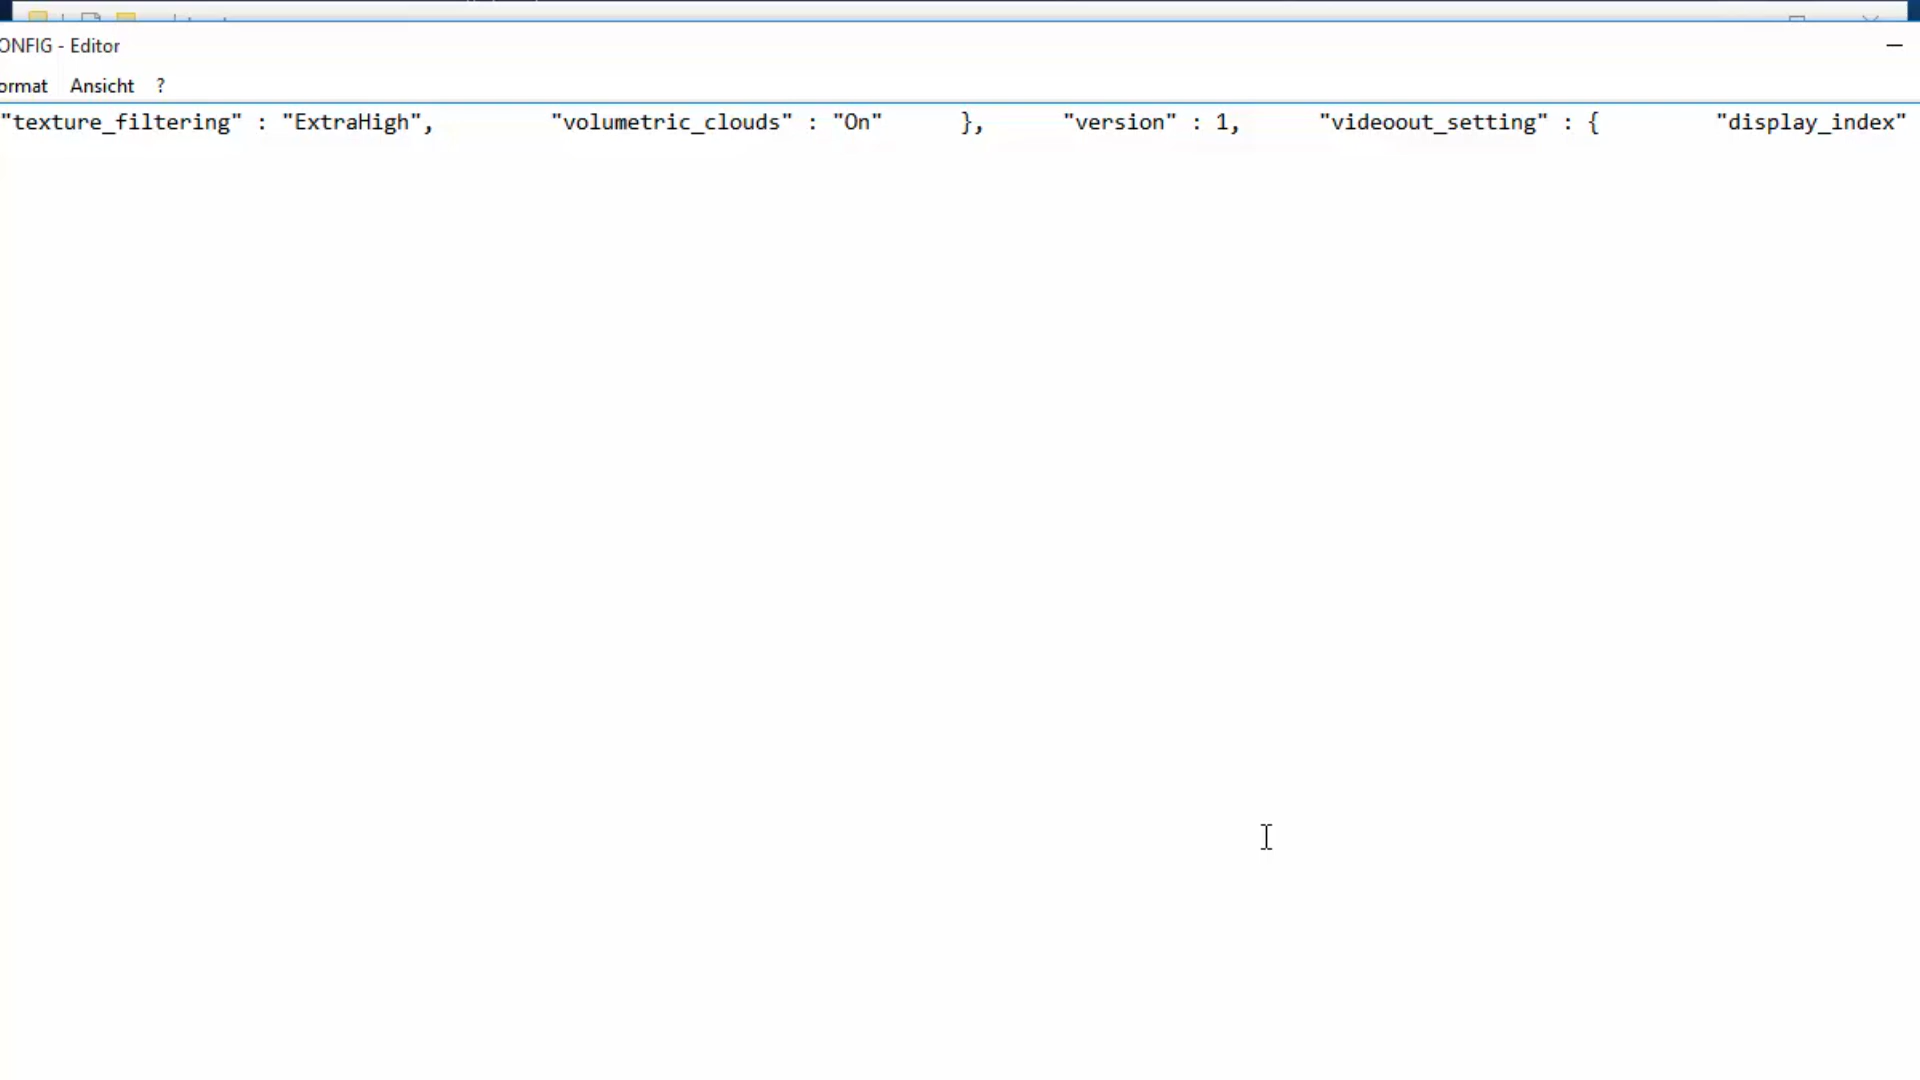 ONFIG - Editor
ormat Ansicht ?
"texture_filtering" : "ExtraHigh", "volumetric_clouds" : "On" }, "version" : 1, "videoout_setting" : { "display_index"